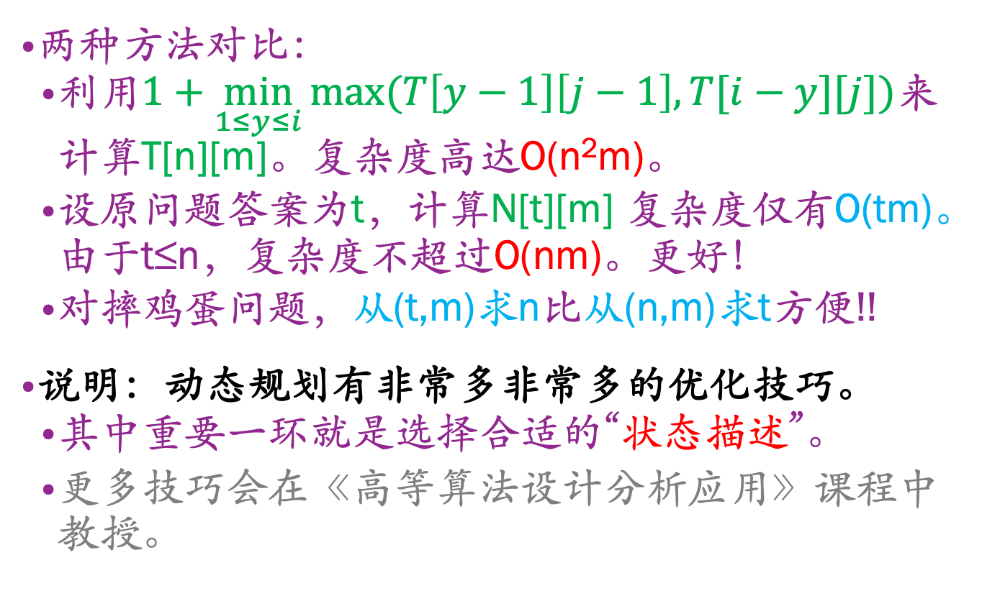 •两种方法对比：
•利用1 + min max(T[y − 1][j − 1], T[i − y][j])来
1≤y≤i
计算T[n][m]。复杂度高达O(n²m)。
•设原问题答案为t，计算N[t][m] 复杂度仅有O(tm)。
由于t≤n，复杂度不超过O(nm)。更好！
•对摔鸡蛋问题，从(t,m)求n比从(n,m)求t方便!!
•说明：动态规划有非常多非常多的优化技巧。
•其中重要一环就是选择合适的“状态描述”。
•更多技巧会在《高等算法设计分析应用》课程中
教授。